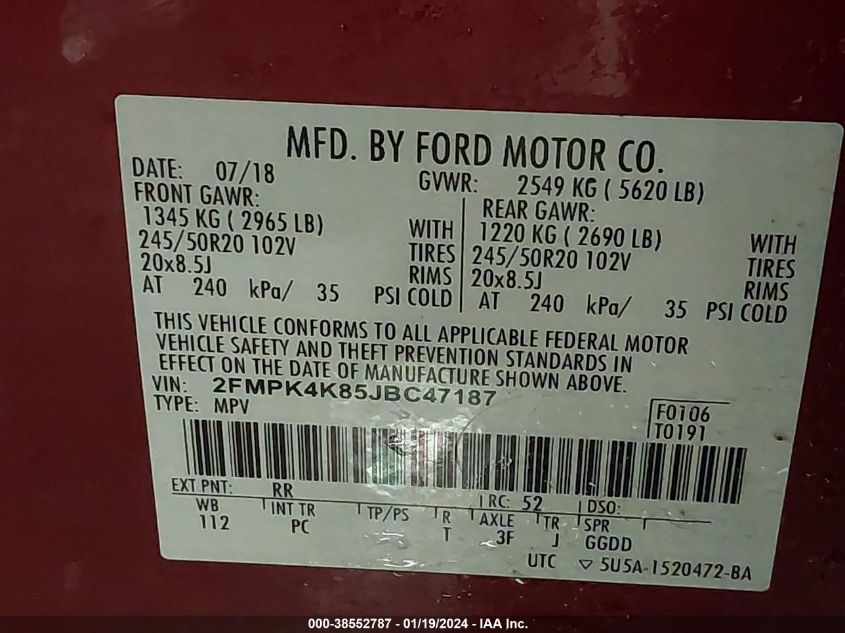 MFD. BY FORD MOTOR CO.
DATE: 07/18 GVWR: 2549 KG ( 5620 LB)
FRONT GAWR: REAR GAWR:
1345 KG ( 2965 LB) WITH 1220 KG ( 2690 LB) WITH
245/50R20 102V TIRES 245/50R20 102V TIRES
20x8.5J RIMS 20x8.5J RIMS
AT 240 kPa/ 35 PSI COLD AT 240 kPa/ 35 PSI COLD
THIS VEHICLE CONFORMS TO ALL APPLICABLE FEDERAL MOTOR
VEHICLE SAFETY AND THEFT PREVENTION STANDARDS IN
EFFECT ON THE DATE OF MANUFACTURE SHOWN ABOVE.
VIN: 2FMPK4K85JBC47187
TYPE: MPV F0106
T0191
EXT PNT: RR RC: 52 DSO:
WB INT TR TP/PS R AXLE TR SPR
112 PC T 3F J GGDD
UTC ▽ 5U5A-1520472-BA
000-38552787 - 01/19/2024 - IAA Inc.